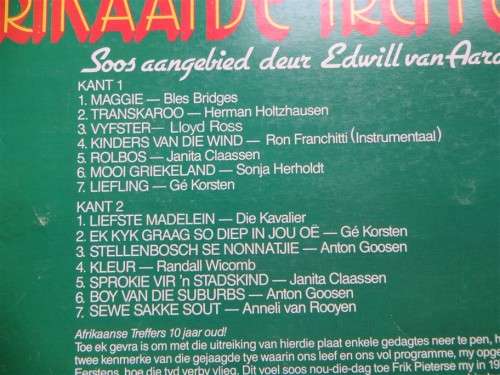 Soos aangebied deur Edwill van Aard
KANT 1
1. MAGGIE — Bles Bridges
2. TRANSKAROO — Herman Holtzhausen
3. VYFSTER — Lloyd Ross
4. KINDERS VAN DIE WIND — Ron Franchitti (Instrumentaal)
5. ROLBOS — Janita Claassen
6. MOOI GRIEKELAND — Sonja Herholdt
7. LIEFLING — Gé Korsten
KANT 2
1. LIEFSTE MADELEIN — Die Kavalier
2. EK KYK GRAAG SO DIEP IN JOU OË — Gé Korsten
3. STELLENBOSCH SE NONNATJIE — Anton Goosen
4. KLEUR — Randall Wicomb
5. SPROKIE VIR 'n STADSKIND — Janita Claassen
6. BOY VAN DIE SUBURBS — Anton Goosen
7. SEWE SAKKE SOUT — Anneli van Rooyen
Afrikaanse Treffers 10 jaar oud!
Toe ek gevra is om met die uitreiking van hierdie plaat enkele gedagtes neer te pen, h
twee kenmerke van die gejaagde tye waarin ons leef en ons vol programme, my opge
Eerstens, hoe die tyd verby vlieg. Dit voel soos nou-die-dag toe Frik Pieterse my in 19